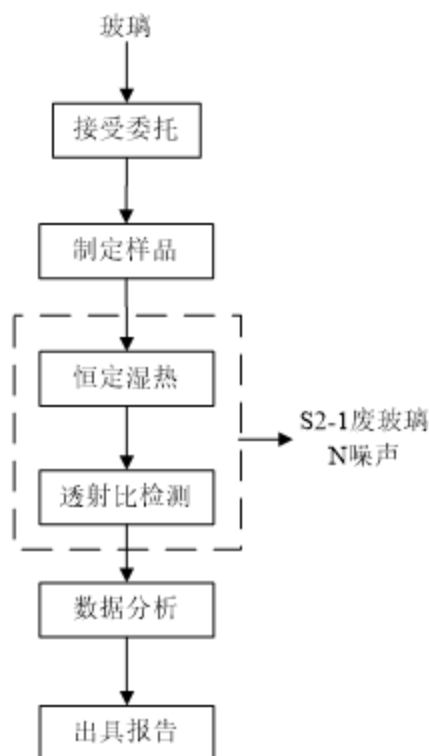 玻璃
接受委托
制定样品
恒定湿热
S2-1废玻璃
N噪声
透射比检测
数据分析
出具报告